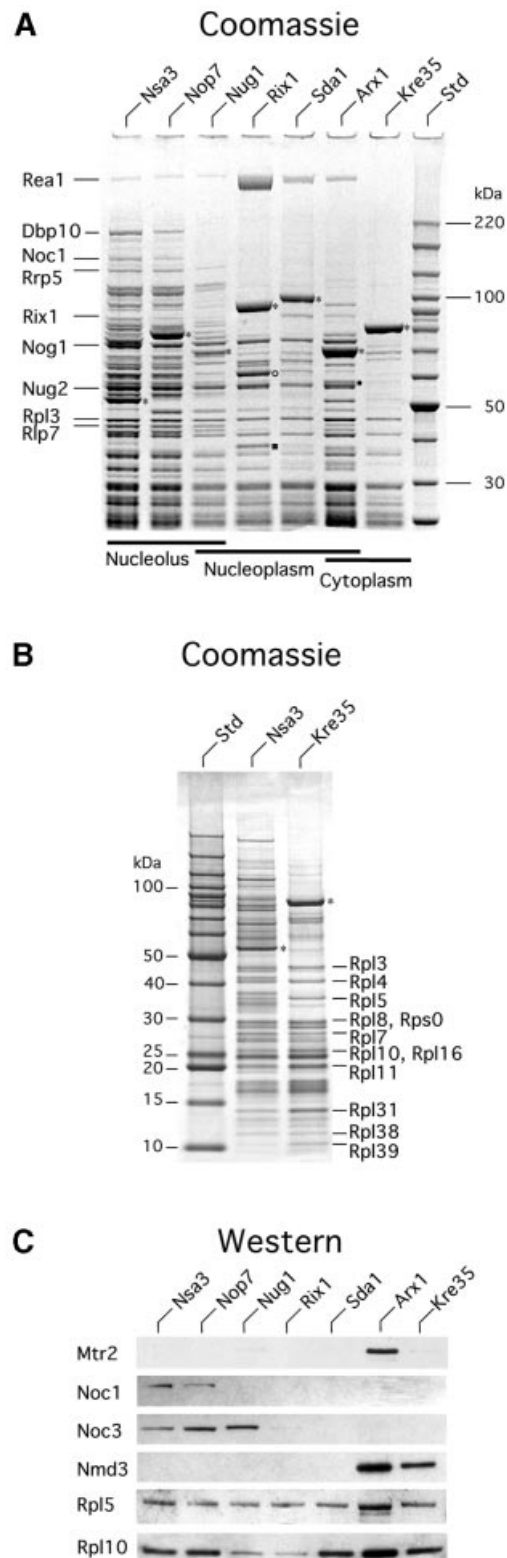 A
Coomassie
Nsa3 Nop7 Nug1 Rix1 Sda1 Arx1 Kre35 Std
kDa
Rea1
220
Dbp10
Noc1
Rrp5
100
Rix1
Nog1
Nug2
50
Rpl3
Rlp7
30
Nucleolus
Nucleoplasm
Cytoplasm
B
Coomassie
Std Nsa3 Kre35
kDa
100
50
Rpl3
40
Rpl4
Rpl5
30
Rpl8, Rps0
Rpl7
25
Rpl10, Rpl16
20
Rpl11
15
Rpl31
Rpl38
10
Rpl39
C
Western
Nsa3 Nop7 Nug1 Rix1 Sda1 Arx1 Kre35
Mtr2
Noc1
Noc3
Nmd3
Rpl5
Rpl10